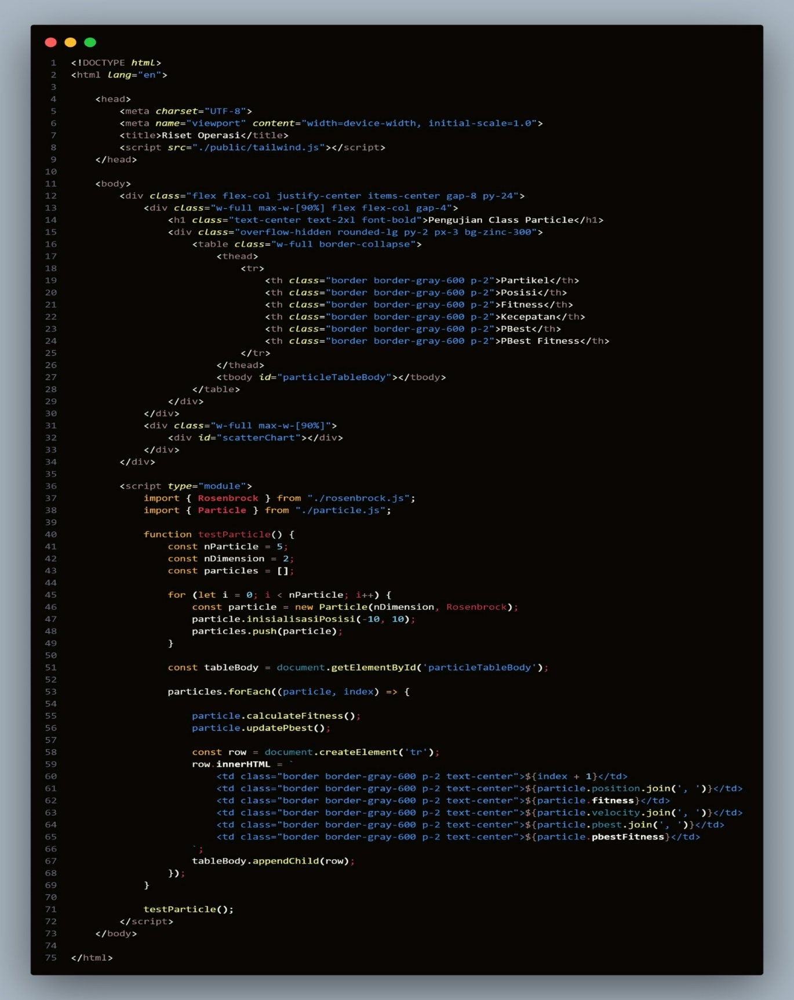 1 <!DOCTYPE html>
2 <html lang="en">
3
4     <head>
5         <meta charset="UTF-8">
6         <meta name="viewport" content="width=device-width, initial-scale=1.0">
7         <title>Riset Operasi</title>
8         <script src="./public/tailwind.js"></script>
9     </head>
10
11     <body>
12         <div class="flex flex-col justify-center items-center gap-8 py-24">
13             <div class="w-full max-w-[90%] flex flex-col gap-4">
14                 <h1 class="text-center text-2xl font-bold">Pengujian Class Particle</h1>
15                 <div class="overflow-hidden rounded-lg py-2 px-3 bg-zinc-300">
16                     <table class="w-full border-collapse">
17                         <thead>
18                             <tr>
19                                 <th class="border border-gray-600 p-2">Partikel</th>
20                                 <th class="border border-gray-600 p-2">Posisi</th>
21                                 <th class="border border-gray-600 p-2">Fitness</th>
22                                 <th class="border border-gray-600 p-2">Kecepatan</th>
23                                 <th class="border border-gray-600 p-2">PBest</th>
24                                 <th class="border border-gray-600 p-2">PBest Fitness</th>
25                             </tr>
26                         </thead>
27                         <tbody id="particleTableBody"></tbody>
28                     </table>
29                 </div>
30             </div>
31             <div class="w-full max-w-[90%]">
32                 <div id="scatterChart"></div>
33             </div>
34         </div>
35
36         <script type="module">
37             import { Rosenbrock } from "./rosenbrock.js";
38             import { Particle } from "./particle.js";
39
40             function testParticle() {
41                 const nParticle = 5;
42                 const nDimension = 2;
43                 const particles = [];
44
45                 for (let i = 0; i < nParticle; i++) {
46                     const particle = new Particle(nDimension, Rosenbrock);
47                     particle.inisialisasiPosisi(-10, 10);
48                     particles.push(particle);
49                 }
50
51                 const tableBody = document.getElementById('particleTableBody');
52
53                 particles.forEach((particle, index) => {
54
55                     particle.calculateFitness();
56                     particle.updatePbest();
57
58                     const row = document.createElement('tr');
59                     row.innerHTML = `
60                         <td class="border border-gray-600 p-2 text-center">${index + 1}</td>
61                         <td class="border border-gray-600 p-2 text-center">${particle.position.join(', ')}</td>
62                         <td class="border border-gray-600 p-2 text-center">${particle.fitness}</td>
63                         <td class="border border-gray-600 p-2 text-center">${particle.velocity.join(', ')}</td>
64                         <td class="border border-gray-600 p-2 text-center">${particle.pbest.join(', ')}</td>
65                         <td class="border border-gray-600 p-2 text-center">${particle.pbestFitness}</td>
66                     `;
67                     tableBody.appendChild(row);
68                 });
69             }
70
71             testParticle();
72         </script>
73     </body>
74
75 </html>